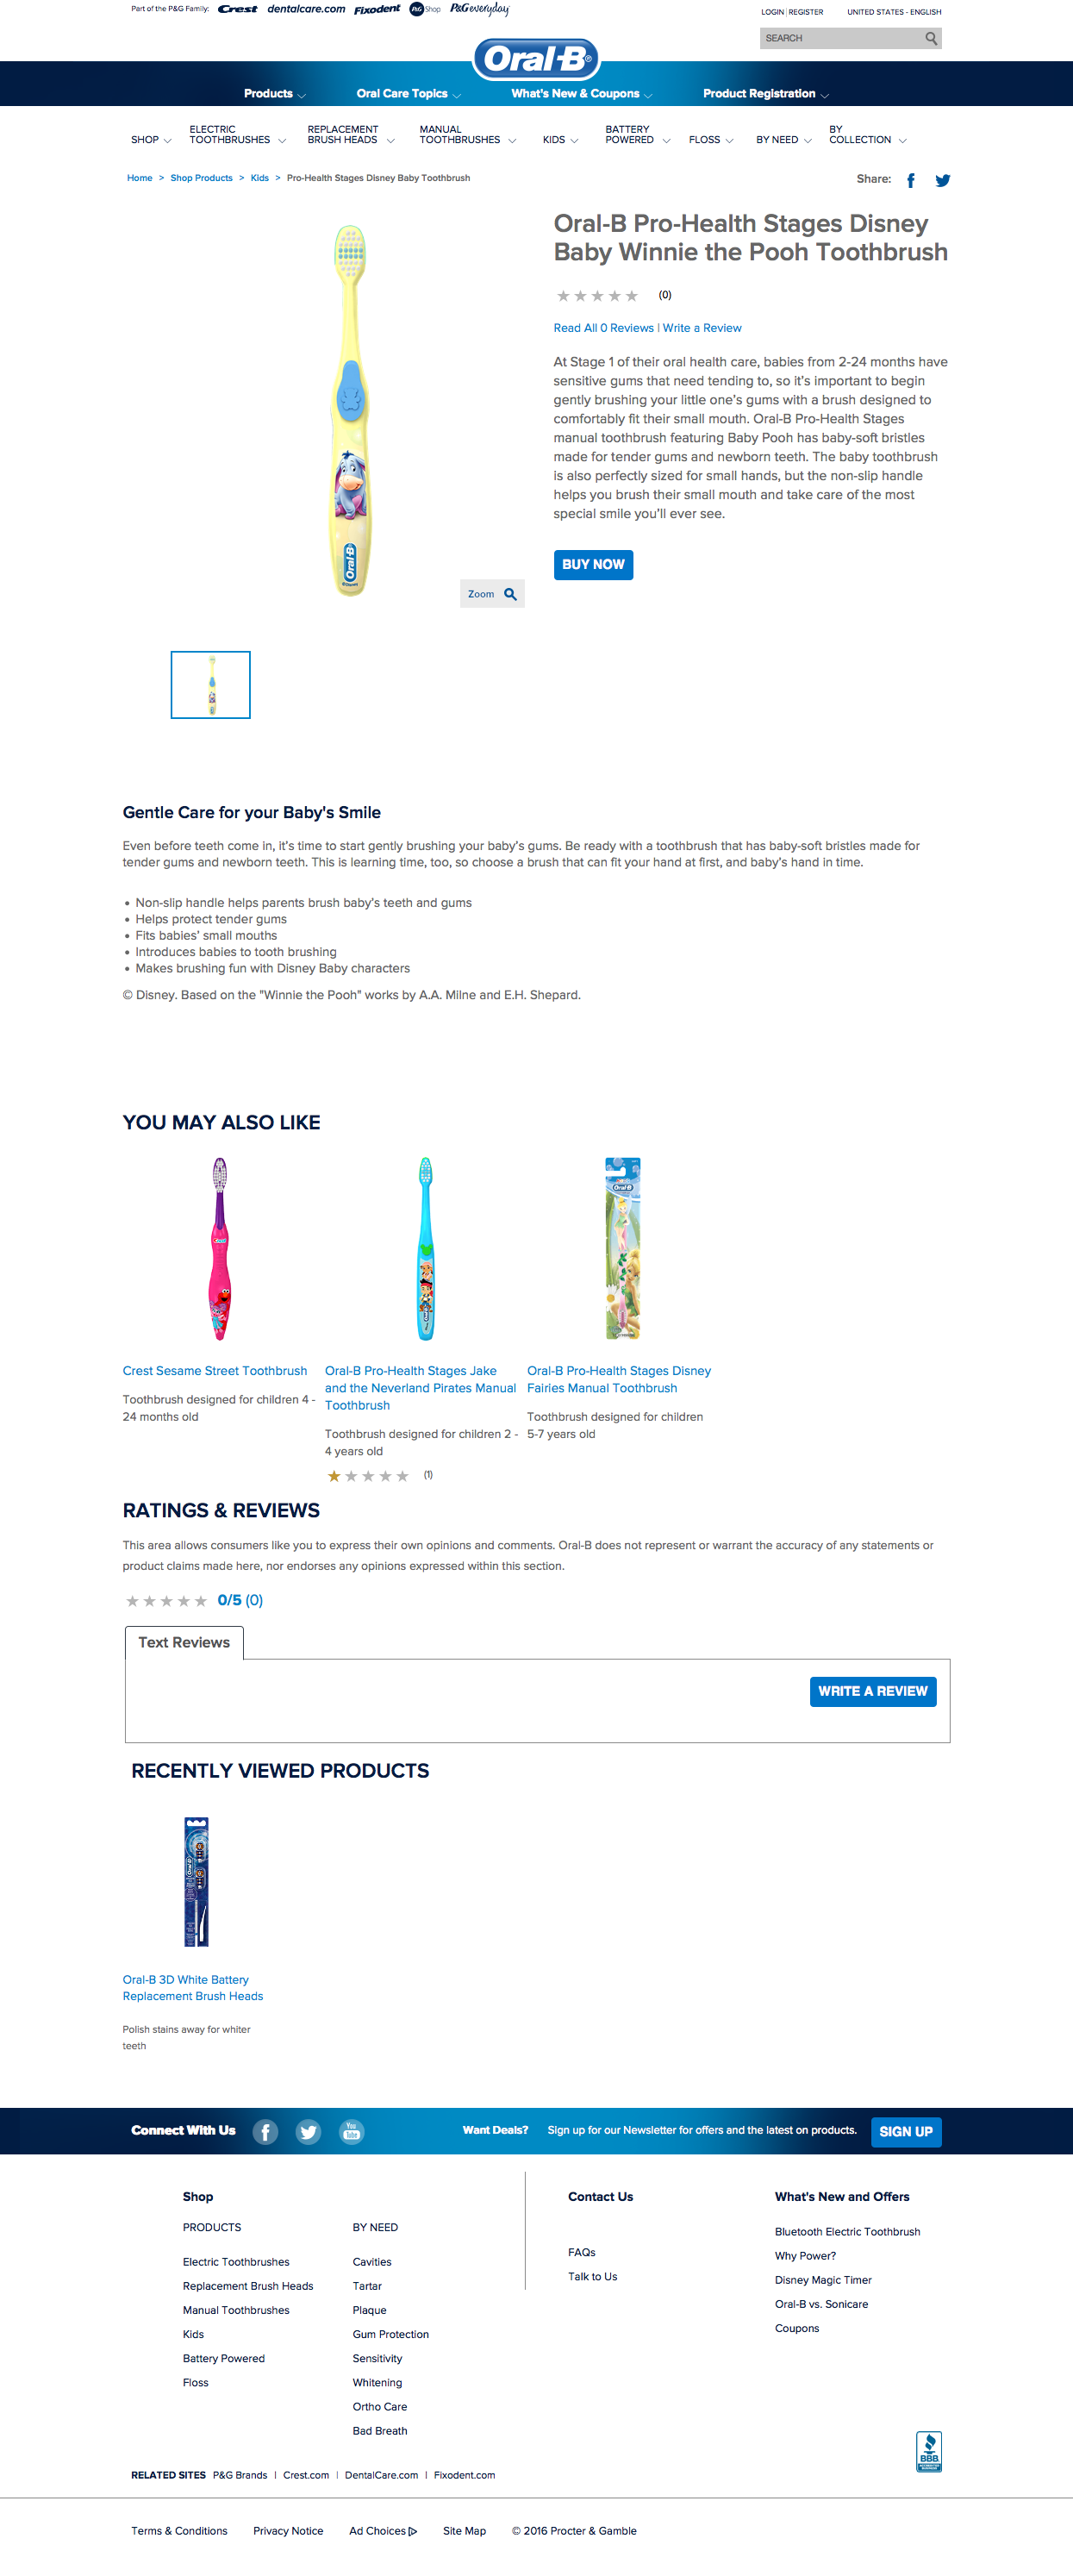 Part of the P&G Family: Crest dentalcare.com Fixodent P&G Shop P&G everyday
LOGIN | REGISTER UNITED STATES - ENGLISH
SEARCH
Oral-B
Products Oral Care Topics What's New & Coupons Product Registration
SHOP ELECTRIC TOOTHBRUSHES REPLACEMENT BRUSH HEADS MANUAL TOOTHBRUSHES KIDS BATTERY POWERED FLOSS BY NEED BY COLLECTION
Home > Shop Products > Kids > Pro-Health Stages Disney Baby Toothbrush
Share:
Oral-B Pro-Health Stages Disney
Baby Winnie the Pooh Toothbrush
(0)
Read All 0 Reviews | Write a Review
At Stage 1 of their oral health care, babies from 2-24 months have
sensitive gums that need tending to, so it's important to begin
gently brushing your little one's gums with a brush designed to
comfortably fit their small mouth. Oral-B Pro-Health Stages
manual toothbrush featuring Baby Pooh has baby-soft bristles
made for tender gums and newborn teeth. The baby toothbrush
is also perfectly sized for small hands, but the non-slip handle
helps you brush their small mouth and take care of the most
special smile you'll ever see.
BUY NOW
Oral-B
Zoom
Gentle Care for your Baby's Smile
Even before teeth come in, it's time to start gently brushing your baby's gums. Be ready with a toothbrush that has baby-soft bristles made for
tender gums and newborn teeth. This is learning time, too, so choose a brush that can fit your hand at first, and baby's hand in time.
• Non-slip handle helps parents brush baby's teeth and gums
• Helps protect tender gums
• Fits babies' small mouths
• Introduces babies to tooth brushing
• Makes brushing fun with Disney Baby characters
© Disney. Based on the "Winnie the Pooh" works by A.A. Milne and E.H. Shepard.
YOU MAY ALSO LIKE
Oral-B
Crest Sesame Street Toothbrush
Toothbrush designed for children 4 -
24 months old
Oral-B Pro-Health Stages Jake
and the Neverland Pirates Manual
Toothbrush
Toothbrush designed for children 2 -
4 years old
(1)
Oral-B Pro-Health Stages Disney
Fairies Manual Toothbrush
Toothbrush designed for children
5-7 years old
RATINGS & REVIEWS
This area allows consumers like you to express their own opinions and comments. Oral-B does not represent or warrant the accuracy of any statements or
product claims made here, nor endorses any opinions expressed within this section.
0/5 (0)
Text Reviews
WRITE A REVIEW
RECENTLY VIEWED PRODUCTS
Oral-B
Oral-B 3D White Battery
Replacement Brush Heads
Polish stains away for whiter
teeth
Connect With Us You Tube Want Deals? Sign up for our Newsletter for offers and the latest on products. SIGN UP
Shop
PRODUCTS
Electric Toothbrushes
Replacement Brush Heads
Manual Toothbrushes
Kids
Battery Powered
Floss
BY NEED
Cavities
Tartar
Plaque
Gum Protection
Sensitivity
Whitening
Ortho Care
Bad Breath
Contact Us
FAQs
Talk to Us
What's New and Offers
Bluetooth Electric Toothbrush
Why Power?
Disney Magic Timer
Oral-B vs. Sonicare
Coupons
BBB
RELATED SITES P&G Brands | Crest.com | DentalCare.com | Fixodent.com
Terms & Conditions Privacy Notice Ad Choices Site Map © 2016 Procter & Gamble